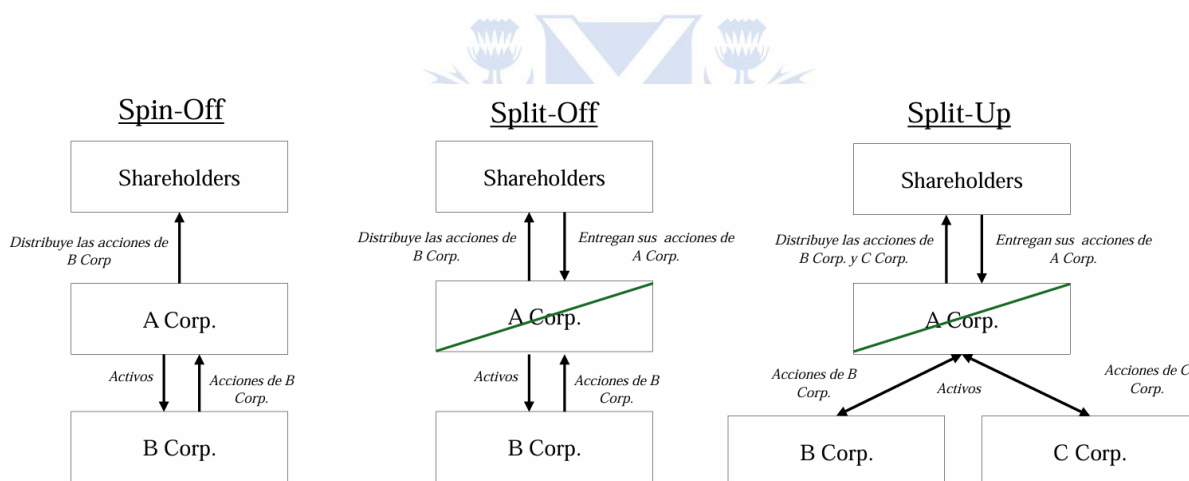 Spin-Off
Shareholders
Distribuye las acciones de
B Corp
A Corp.
Activos
Acciones de B
Corp.
B Corp.
Split-Off
Shareholders
Distribuye las acciones de
B Corp.
Entregan sus acciones de
A Corp.
A Corp.
Activos
Acciones de B
Corp.
B Corp.
Split-Up
Shareholders
Distribuye las acciones de
B Corp. y C Corp.
Entregan sus acciones de
A Corp.
A Corp.
Acciones de B
Corp.
Activos
Acciones de C
Corp.
B Corp.
C Corp.